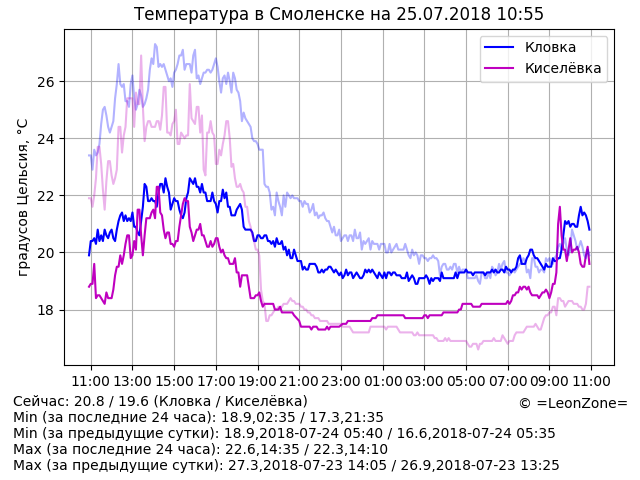 Температура в Смоленске на 25.07.2018 10:55
Кловка
Киселёвка
градусов Цельсия, °C
26
24
22
20
18
11:00 13:00 15:00 17:00 19:00 21:00 23:00 01:00 03:00 05:00 07:00 09:00 11:00
Сейчас: 20.8 / 19.6 (Кловка / Киселёвка)
© =LeonZone=
Min (за последние 24 часа): 18.9,02:35 / 17.3,21:35
Min (за предыдущие сутки): 18.9,2018-07-24 05:40 / 16.6,2018-07-24 05:35
Max (за последние 24 часа): 22.6,14:35 / 22.3,14:10
Max (за предыдущие сутки): 27.3,2018-07-23 14:05 / 26.9,2018-07-23 13:25